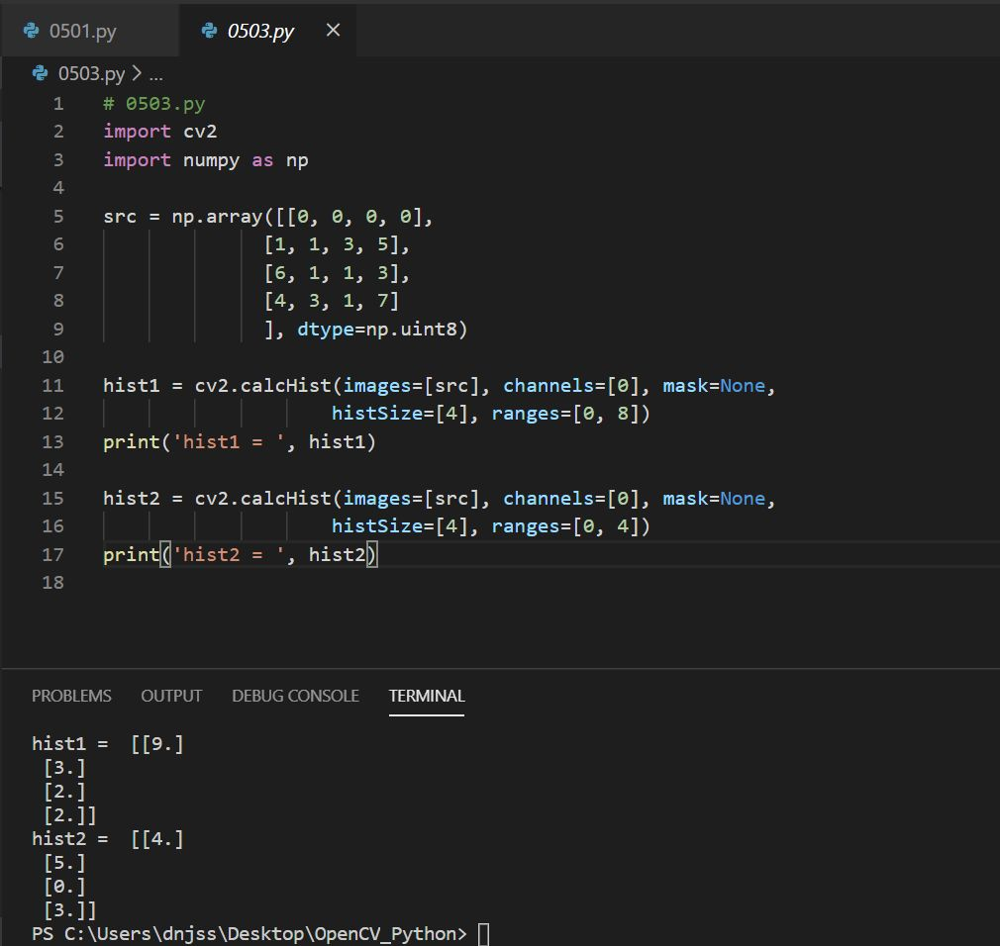 0501.py 0503.py ×
0503.py > ...
1 # 0503.py
2 import cv2
3 import numpy as np
4
5 src = np.array([[0, 0, 0, 0],
6                 [1, 1, 3, 5],
7                 [6, 1, 1, 3],
8                 [4, 3, 1, 7]
9                 ], dtype=np.uint8)
10
11 hist1 = cv2.calcHist(images=[src], channels=[0], mask=None,
12                     histSize=[4], ranges=[0, 8])
13 print('hist1 = ', hist1)
14
15 hist2 = cv2.calcHist(images=[src], channels=[0], mask=None,
16                     histSize=[4], ranges=[0, 4])
17 print('hist2 = ', hist2)
18
PROBLEMS OUTPUT DEBUG CONSOLE TERMINAL
hist1 =  [[9.]
 [3.]
 [2.]
 [2.]]
hist2 =  [[4.]
 [5.]
 [0.]
 [3.]]
PS C:\Users\dnjss\Desktop\OpenCV_Python>